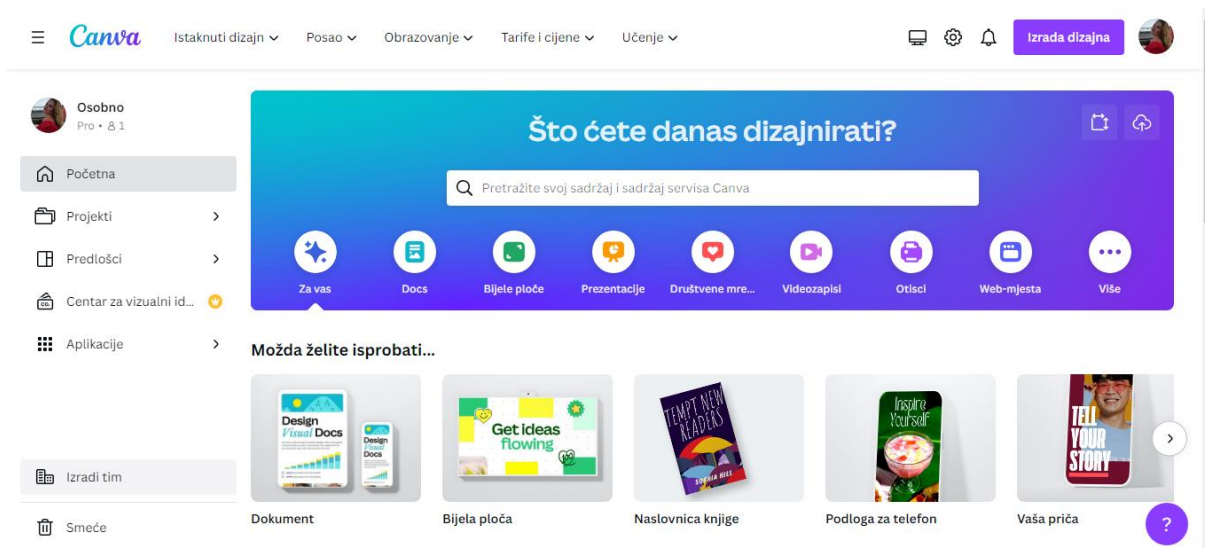 Canva
Istaknuti dizajn
Posao
Obrazovanje
Tarife i cijene
Učenje
Izrada dizajna
Osobno
Pro • 1
Početna
Projekti
Predlošci
Centar za vizualni id...
Aplikacije
Izradi tim
Smeće
Što ćete danas dizajnirati?
Pretražite svoj sadržaj i sadržaj servisa Canva
Za vas
Docs
Bijele ploče
Prezentacije
Društvene mre...
Videozapisi
Otisci
Web-mjesta
Više
Možda želite isprobati...
Design
Visual Docs
Design
Visual
Docs
Get ideas
flowing
TEMPT NEW
READERS
SOPHIA HILL
Inspire
Yourself
TELL
YOUR
STORY
Dokument
Bijela ploča
Naslovnica knjige
Podloga za telefon
Vaša priča
?